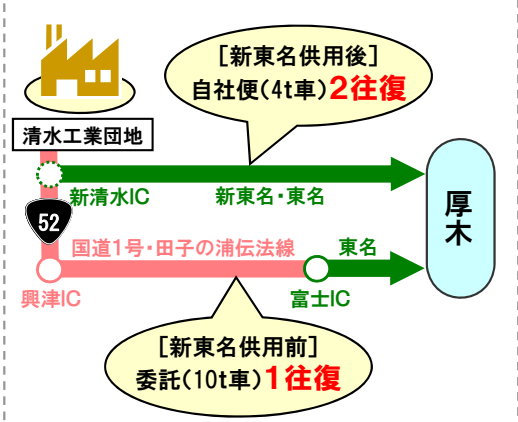 [新東名供用後]
自社便(4t車)2往復
清水工業団地
新清水IC
新東名・東名
厚木
52
国道1号・田子の浦伝法線
東名
興津IC
富士IC
[新東名供用前]
委託(10t車)1往復